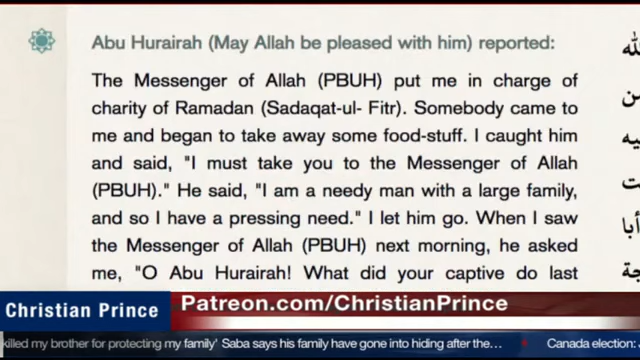 Abu Hurairah (May Allah be pleased with him) reported:
The Messenger of Allah (PBUH) put me in charge of
charity of Ramadan (Sadaqat-ul- Fitr). Somebody came to
me and began to take away some food-stuff. I caught him
and said, "I must take you to the Messenger of Allah
(PBUH)." He said, "I am a needy man with a large family,
and so I have a pressing need." I let him go. When I saw
the Messenger of Allah (PBUH) next morning, he asked
me, "O Abu Hurairah! What did your captive do last
Christian Prince
Patreon.com/ChristianPrince
killed my brother for protecting my family' Saba says his family have gone into hiding after the... Canada election: